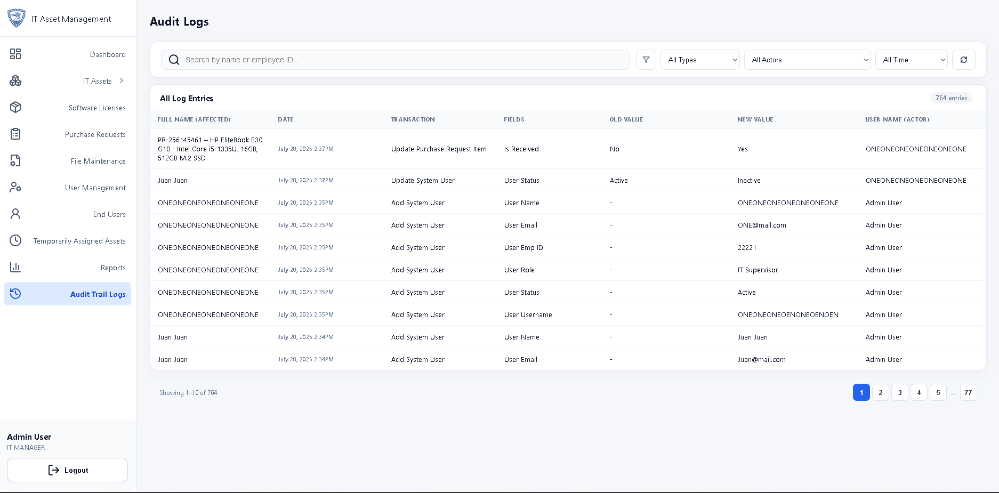 IT Asset Management
Dashboard
IT Assets
Software Licenses
Purchase Requests
File Maintenance
User Management
End Users
Temporarily Assigned Assets
Reports
Audit Trail Logs
Admin User
IT MANAGER
Logout
Audit Logs
Search by name or employee ID...
All Types
All Actors
All Time
All Log Entries
764 entries
FULL NAME (AFFECTED) DATE TRANSACTION FIELDS OLD VALUE NEW VALUE USER NAME (ACTOR)
PR-256145461 – HP EliteBook 830
G10 - Intel Core i5-1335U, 16GB,
512GB M.2 SSD
July 20, 2026 2:37PM Update Purchase Request Item Is Received No Yes ONEONEONEONEONEONEONE
Juan Juan July 20, 2026 2:37PM Update System User User Status Active Inactive ONEONEONEONEONEONEONE
ONEONEONEONEONEONEONE July 20, 2026 2:35PM Add System User User Name - ONEONEONEONEONEONEONE Admin User
ONEONEONEONEONEONEONE July 20, 2026 2:35PM Add System User User Email - ONE@mail.com Admin User
ONEONEONEONEONEONEONE July 20, 2026 2:35PM Add System User User Emp ID - 22221 Admin User
ONEONEONEONEONEONEONE July 20, 2026 2:35PM Add System User User Role - IT Supervisor Admin User
ONEONEONEONEONEONEONE July 20, 2026 2:35PM Add System User User Status - Active Admin User
ONEONEONEONEONEONEONE July 20, 2026 2:35PM Add System User User Username - ONEONEONEOENONEOENOEN Admin User
Juan Juan July 20, 2026 2:34PM Add System User User Name - Juan Juan Admin User
Juan Juan July 20, 2026 2:34PM Add System User User Email - Juan@mail.com Admin User
Showing 1–10 of 764
1 2 3 4 5 ... 77